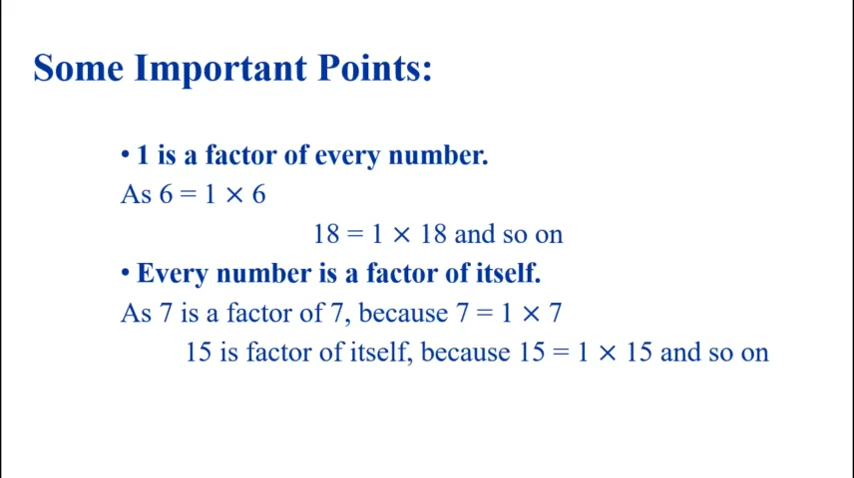 Some Important Points:
• 1 is a factor of every number.
As 6 = 1 × 6
18 = 1 × 18 and so on
• Every number is a factor of itself.
As 7 is a factor of 7, because 7 = 1 × 7
15 is factor of itself, because 15 = 1 × 15 and so on